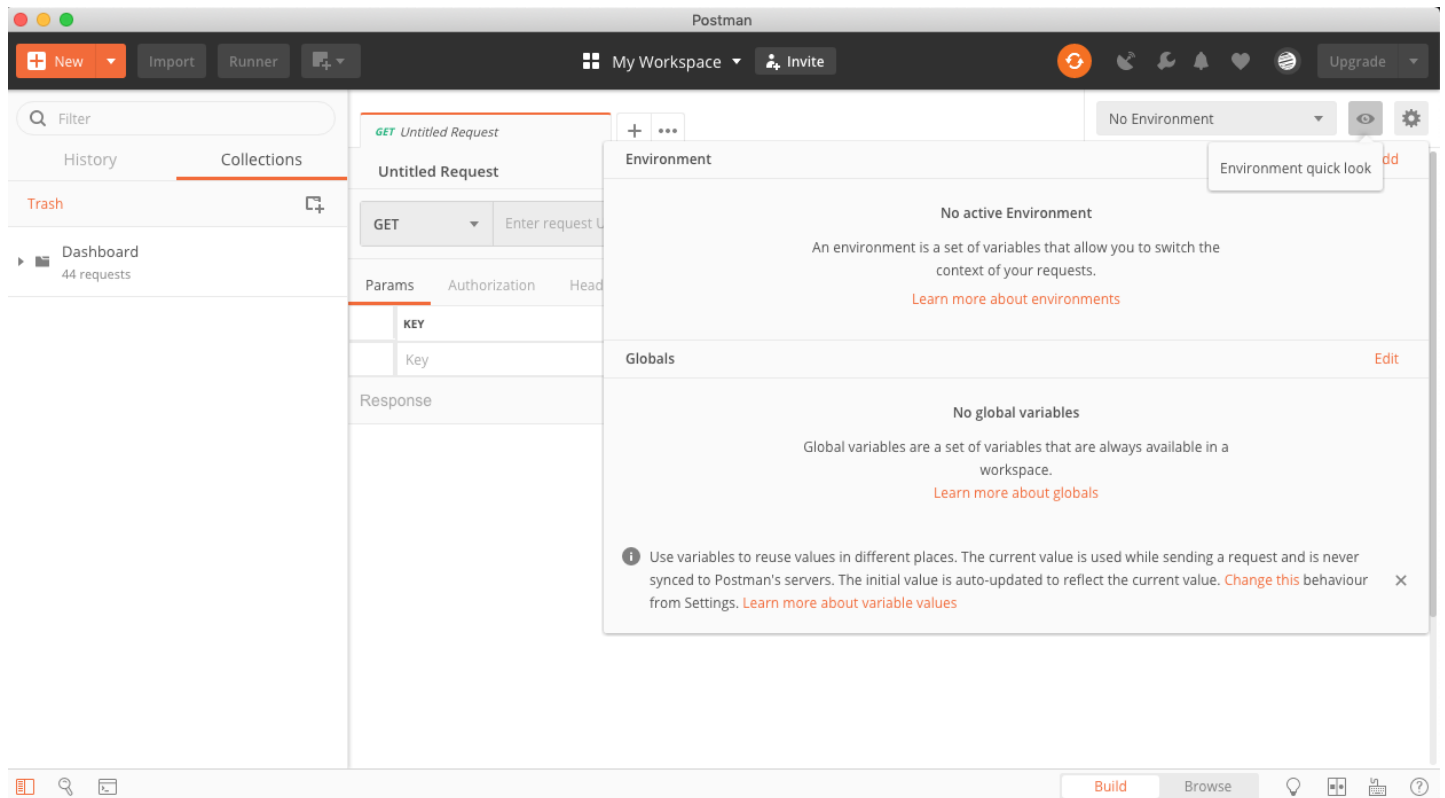 Postman
New
Import
Runner
My Workspace
Invite
Upgrade
Filter
History
Collections
Trash
Dashboard
44 requests
GET Untitled Request
No Environment
Untitled Request
GET
Enter request U
Params
Authorization
Head
KEY
Key
Response
Environment
dd
Environment quick look
No active Environment
An environment is a set of variables that allow you to switch the
context of your requests.
Learn more about environments
Globals
Edit
No global variables
Global variables are a set of variables that are always available in a
workspace.
Learn more about globals
Use variables to reuse values in different places. The current value is used while sending a request and is never
synced to Postman's servers. The initial value is auto-updated to reflect the current value. Change this behaviour
from Settings. Learn more about variable values
Build
Browse